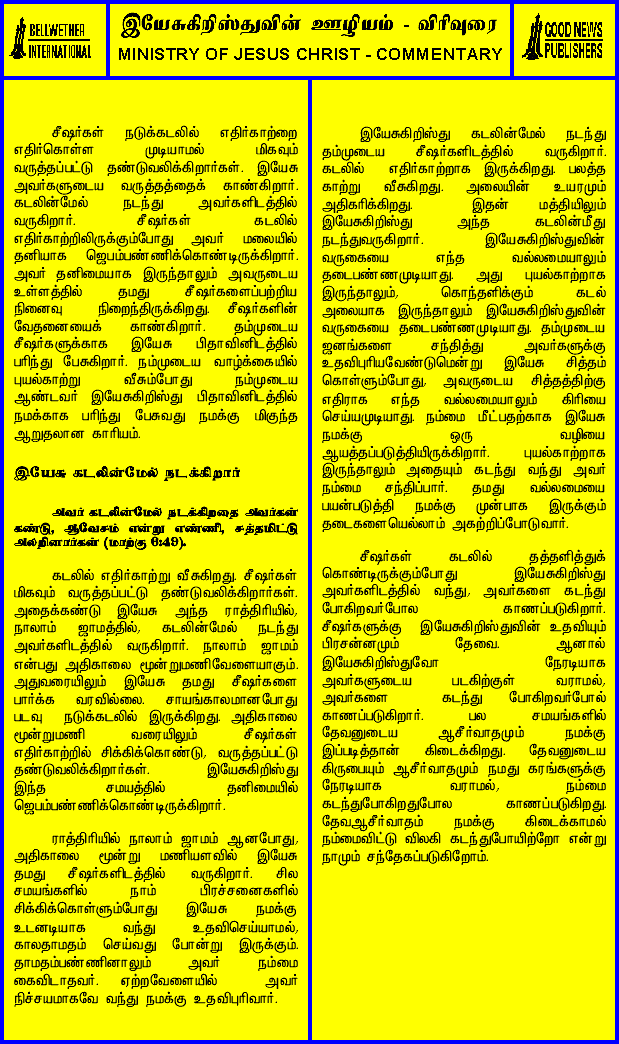 BELLWETHER
INTERNATIONAL
இயேசுகிறிஸ்துவின் ஊழியம் - விரிவுரை
MINISTRY OF JESUS CHRIST - COMMENTARY
GOOD NEWS
PUBLISHERS
சீஷர்கள் நடுக்கடலில் எதிர்காற்றை
எதிர்கொள்ள முடியாமல் மிகவும்
வருத்தப்பட்டு தண்டுவலிக்கிறார்கள். இயேசு
அவர்களுடைய வருத்தத்தைக் காண்கிறார்.
கடலின்மேல் நடந்து அவர்களிடத்தில்
வருகிறார். சீஷர்கள் கடலில்
எதிர்காற்றிலிருக்கும்போது அவர் மலையில்
தனியாக ஜெபம்பண்ணிக்கொண்டிருக்கிறார்.
அவர் தனிமையாக இருந்தாலும் அவருடைய
உள்ளத்தில் தமது சீஷர்களைப்பற்றிய
நினைவு நிறைந்திருக்கிறது. சீஷர்களின்
வேதனையைக் காண்கிறார். தம்முடைய
சீஷர்களுக்காக இயேசு பிதாவினிடத்தில்
பரிந்து பேசுகிறார். நம்முடைய வாழ்க்கையில்
புயல்காற்று வீசும்போது நம்முடைய
ஆண்டவர் இயேசுகிறிஸ்து பிதாவினிடத்தில்
நமக்காக பரிந்து பேசுவது நமக்கு மிகுந்த
ஆறுதலான காரியம்.
இயேசு கடலின்மேல் நடக்கிறார்
அவர் கடலின்மேல் நடக்கிறதை அவர்கள்
கண்டு, ஆவேசம் என்று எண்ணி, சத்தமிட்டு
அலறினார்கள் (மாற்கு 6:49).
கடலில் எதிர்காற்று வீசுகிறது. சீஷர்கள்
மிகவும் வருத்தப்பட்டு தண்டுவலிக்கிறார்கள்.
அதைக்கண்டு இயேசு அந்த ராத்திரியில்,
நாலாம் ஜாமத்தில், கடலின்மேல் நடந்து
அவர்களிடத்தில் வருகிறார். நாலாம் ஜாமம்
என்பது அதிகாலை மூன்றுமணிவேளையாகும்.
அதுவரையிலும் இயேசு தமது சீஷர்களை
பார்க்க வரவில்லை. சாயங்காலமானபோது
படவு நடுக்கடலில் இருக்கிறது. அதிகாலை
மூன்றுமணி வரையிலும் சீஷர்கள்
எதிர்காற்றில் சிக்கிக்கொண்டு, வருத்தப்பட்டு
தண்டுவலிக்கிறார்கள். இயேசுகிறிஸ்து
இந்த சமயத்தில் தனிமையில்
ஜெபம்பண்ணிக்கொண்டிருக்கிறார்.
ராத்திரியில் நாலாம் ஜாமம் ஆனபோது,
அதிகாலை மூன்று மணியளவில் இயேசு
தமது சீஷர்களிடத்தில் வருகிறார். சில
சமயங்களில் நாம் பிரச்சனைகளில்
சிக்கிக்கொள்ளும்போது இயேசு நமக்கு
உடனடியாக வந்து உதவிசெய்யாமல்,
காலதாமதம் செய்வது போன்று இருக்கும்.
தாமதம்பண்ணினாலும் அவர் நம்மை
கைவிடாதவர். ஏற்றவேளையில் அவர்
நிச்சயமாகவே வந்து நமக்கு உதவிபுரிவார்.
இயேசுகிறிஸ்து கடலின்மேல் நடந்து
தம்முடைய சீஷர்களிடத்தில் வருகிறார்.
கடலில் எதிர்காற்றாக இருக்கிறது. பலத்த
காற்று வீசுகிறது. அலையின் உயரமும்
அதிகரிக்கிறது. இதன் மத்தியிலும்
இயேசுகிறிஸ்து அந்த கடலின்மீது
நடந்துவருகிறார். இயேசுகிறிஸ்துவின்
வருகையை எந்த வல்லமையாலும்
தடைபண்ணமுடியாது. அது புயல்காற்றாக
இருந்தாலும், கொந்தளிக்கும் கடல்
அலையாக இருந்தாலும் இயேசுகிறிஸ்துவின்
வருகையை தடைபண்ணமுடியாது. தம்முடைய
ஜனங்களை சந்தித்து அவர்களுக்கு
உதவிபுரியவேண்டுமென்று இயேசு சித்தம்
கொள்ளும்போது, அவருடைய சித்தத்திற்கு
எதிராக எந்த வல்லமையாலும் கிரியை
செய்யமுடியாது. நம்மை மீட்பதற்காக இயேசு
நமக்கு ஒரு வழியை
ஆயத்தப்படுத்தியிருக்கிறார். புயல்காற்றாக
இருந்தாலும் அதையும் கடந்து வந்து அவர்
நம்மை சந்திப்பார். தமது வல்லமையை
பயன்படுத்தி நமக்கு முன்பாக இருக்கும்
தடைகளையெல்லாம் அகற்றிப்போடுவார்.
சீஷர்கள் கடலில் தத்தளித்துக்
கொண்டிருக்கும்போது இயேசுகிறிஸ்து
அவர்களிடத்தில் வந்து, அவர்களை கடந்து
போகிறவர்போல காணப்படுகிறார்.
சீஷர்களுக்கு இயேசுகிறிஸ்துவின் உதவியும்
பிரசன்னமும் தேவை. ஆனால்
இயேசுகிறிஸ்துவோ நேரடியாக
அவர்களுடைய படகிற்குள் வராமல்,
அவர்களை கடந்து போகிறவர்போல்
காணப்படுகிறார். பல சமயங்களில்
தேவனுடைய ஆசீர்வாதமும் நமக்கு
இப்படித்தான் கிடைக்கிறது. தேவனுடைய
கிருபையும் ஆசீர்வாதமும் நமது கரங்களுக்கு
நேரடியாக வராமல், நம்மை
கடந்துபோகிறதுபோல காணப்படுகிறது.
தேவஆசீர்வாதம் நமக்கு கிடைக்காமல்
நம்மைவிட்டு விலகி கடந்துபோயிற்றோ என்று
நாமும் சந்தேகப்படுகிறோம்.